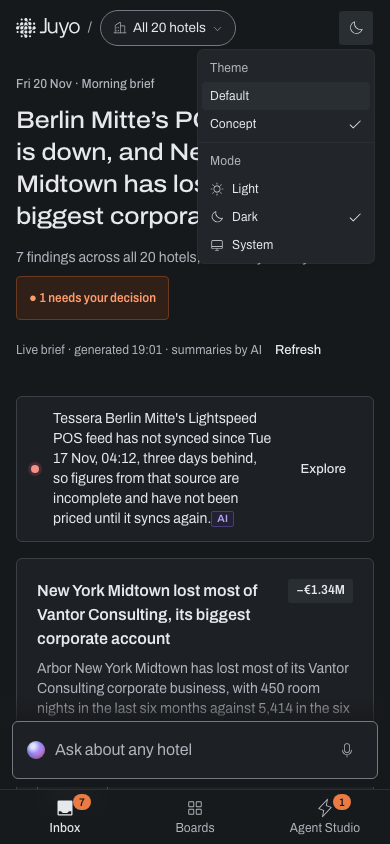 Juyo / All 20 hotels
Theme
Default
Concept
Mode
Light
Dark
System
Fri 20 Nov · Morning brief
Berlin Mitte's PO
is down, and Ne
Midtown has los
biggest corpora
7 findings across all 20 hotels,
1 needs your decision
Live brief · generated 19:01 · summaries by AI Refresh
Tessera Berlin Mitte's Lightspeed
POS feed has not synced since Tue
17 Nov, 04:12, three days behind,
so figures from that source are
incomplete and have not been
priced until it syncs again. AI
Explore
New York Midtown lost most of
Vantor Consulting, its biggest
corporate account
−€1.34M
Arbor New York Midtown has lost most of its Vantor
Consulting corporate business, with 450 room
nights in the last six months against 5,414 in the six
Ask about any hotel
7
Inbox
Boards
1
Agent Studio